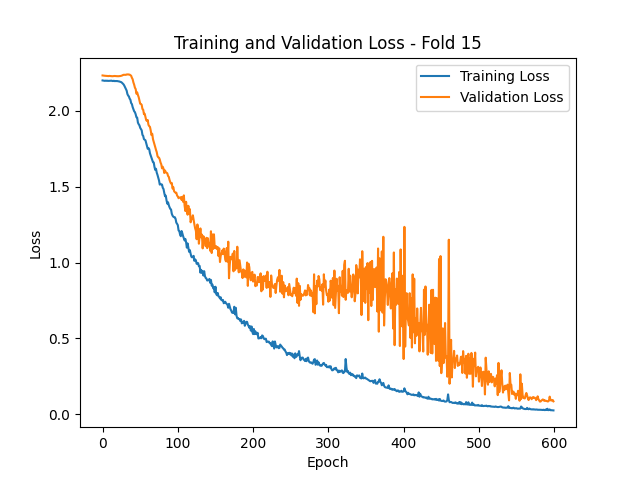 Training and Validation Loss - Fold 15
Training Loss
Validation Loss
Loss
2.0
1.5
1.0
0.5
0.0
0 100 200 300 400 500 600
Epoch